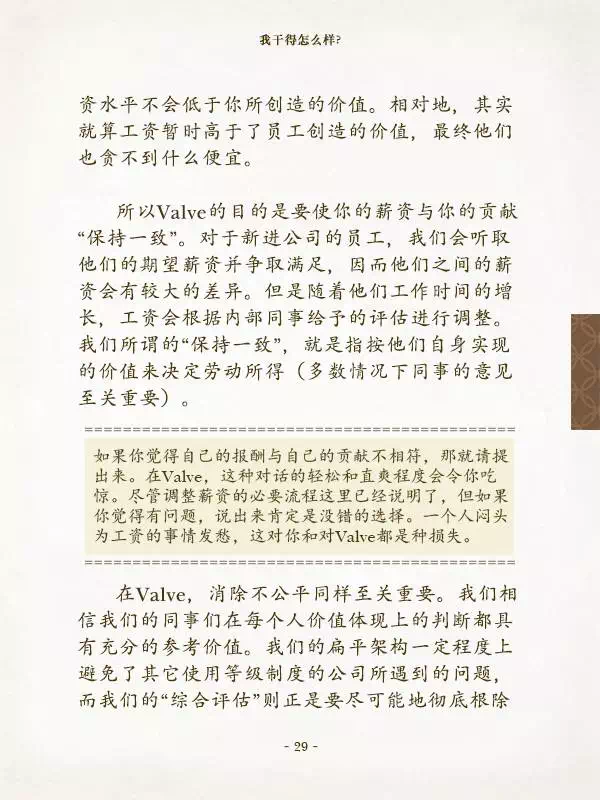 我干得怎么样?
资水平不会低于你所创造的价值。相对地，其实
就算工资暂时高于了员工创造的价值，最终他们
也贪不到什么便宜。
所以Valve的目的是要使你的薪资与你的贡献
“保持一致”。对于新进公司的员工，我们会听取
他们的期望薪资并争取满足，因而他们之间的薪
资会有较大的差异。但是随着他们工作时间的增
长，工资会根据内部同事给予的评估进行调整。
我们所谓的“保持一致”，就是指按他们自身实现
的价值来决定劳动所得（多数情况下同事的意见
至关重要）。
如果你觉得自己的报酬与自己的贡献不相符，那就请提
出来。在Valve，这种对话的轻松和直爽程度会令你吃
惊。尽管调整薪资的必要流程这里已经说明了，但如果
你觉得有问题，说出来肯定是没错的选择。一个人闷头
为工资的事情发愁，这对你和对Valve都是种损失。
在Valve，消除不公平同样至关重要。我们相
信我们的同事们在每个人价值体现上的判断都具
有充分的参考价值。我们的扁平架构一定程度上
避免了其它使用等级制度的公司所遇到的问题，
而我们的“综合评估”则正是要尽可能地彻底根除
- 29 -